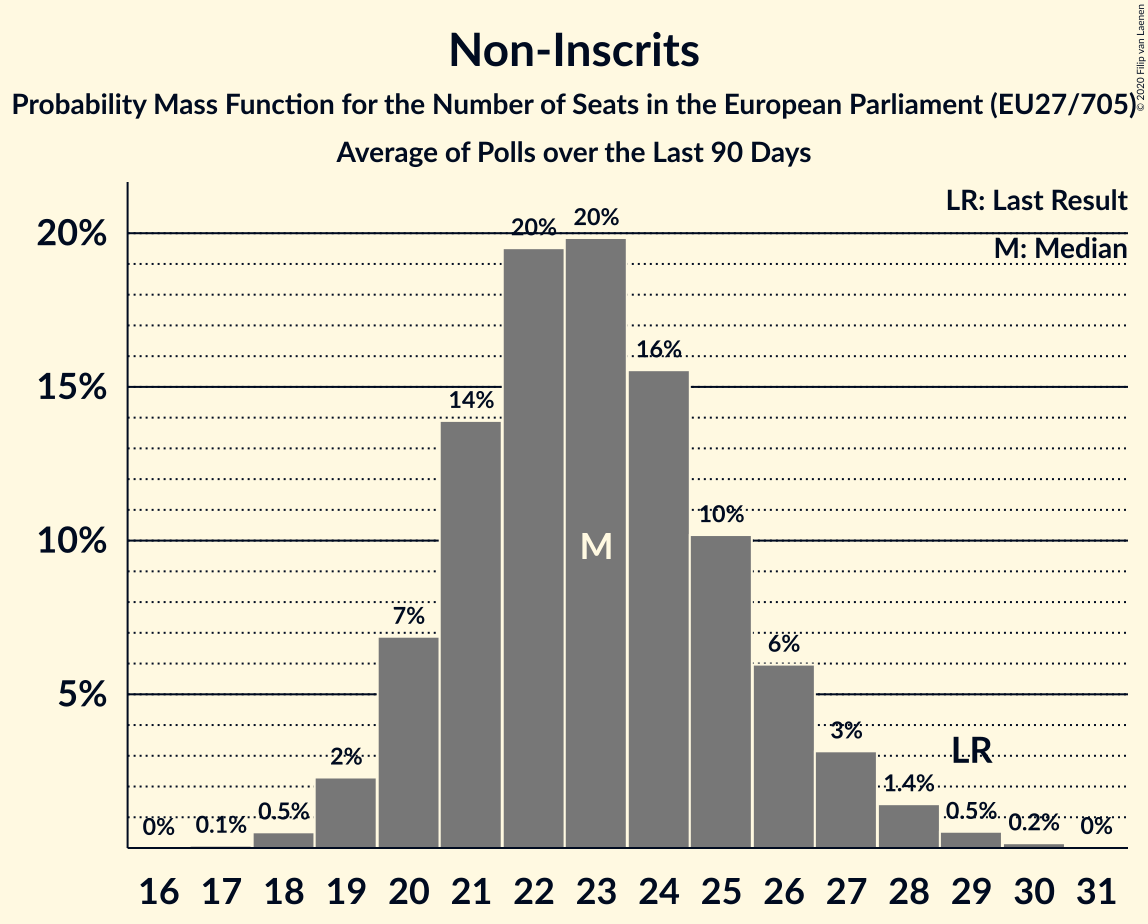 Non-Inscrits
Probability Mass Function for the Number of Seats in the European Parliament (EU27/705)
Average of Polls over the Last 90 Days
© 2020 Filip van Laenen
LR: Last Result
M: Median
20%
15%
10%
5%
0%
0.1%
0.5%
2%
7%
14%
20%
20%
16%
10%
6%
3%
1.4%
0.5%
0.2%
0%
M
LR
16 17 18 19 20 21 22 23 24 25 26 27 28 29 30 31